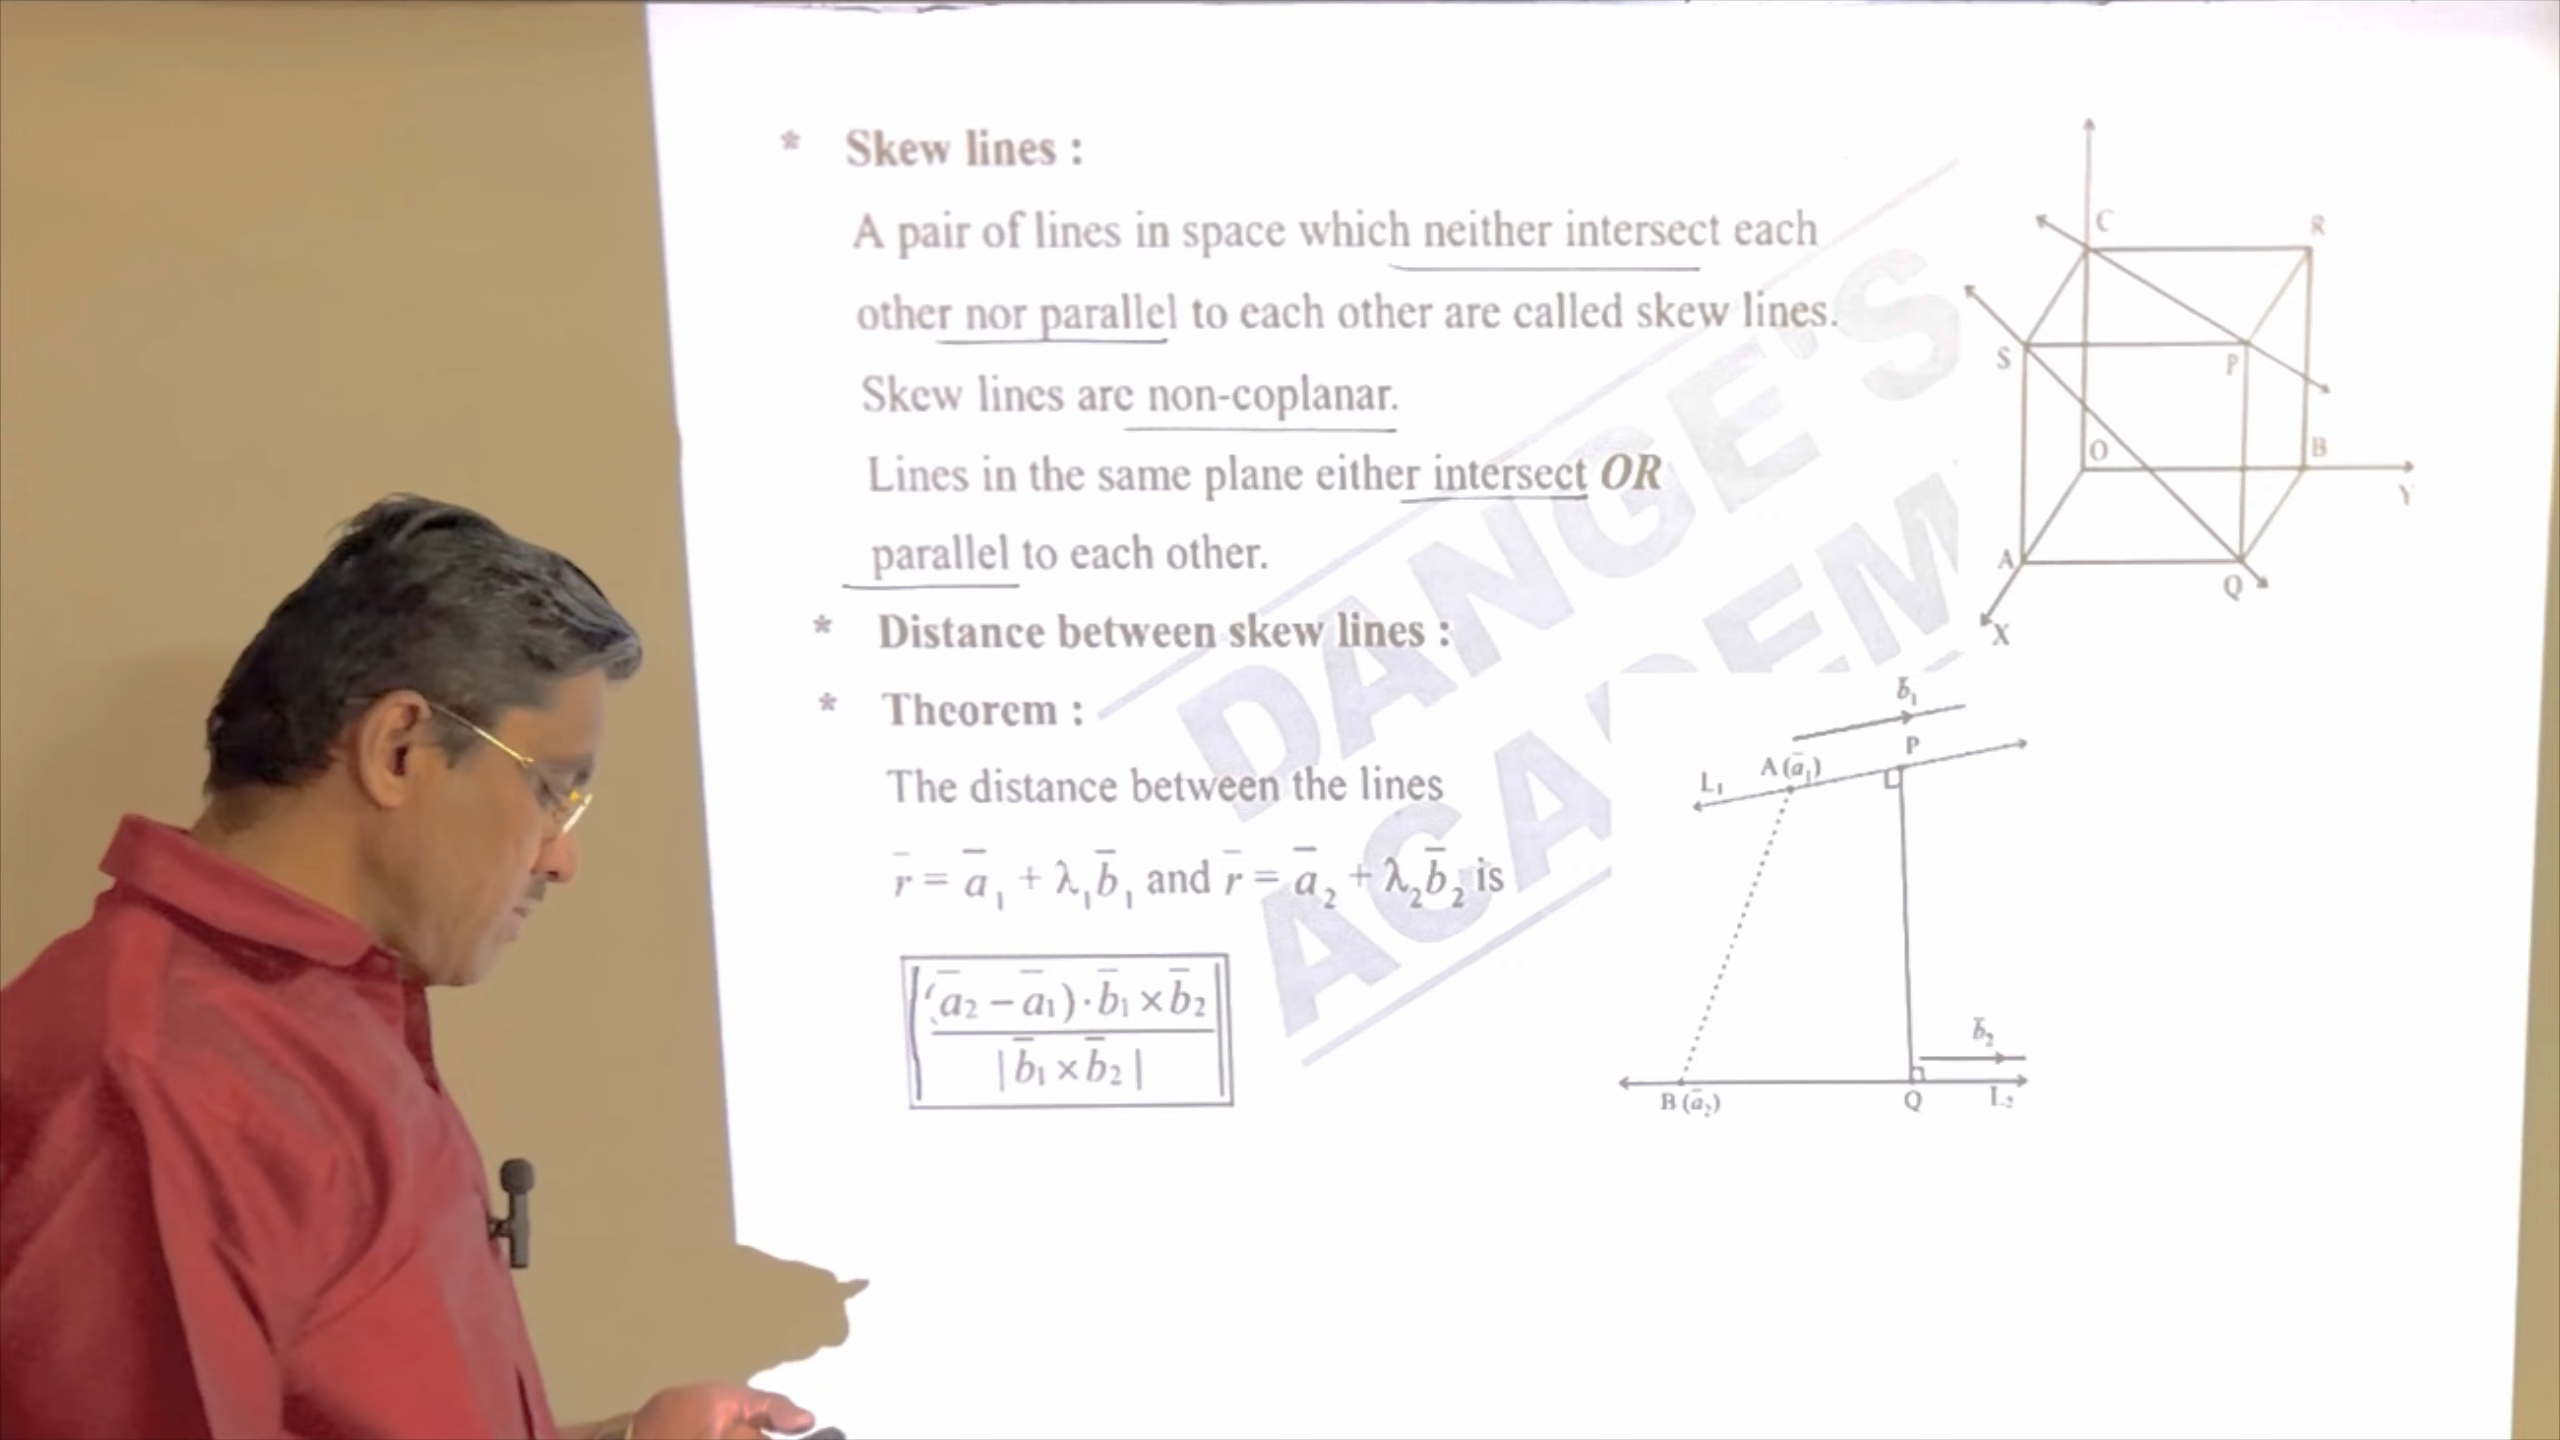 * Skew lines :
A pair of lines in space which neither intersect each
other nor parallel to each other are called skew lines.
Skew lines are non-coplanar.
Lines in the same plane either intersect OR
parallel to each other.
* Distance between skew lines :
* Theorem :
The distance between the lines
r̄ = ā₁ + λ₁b̄₁ and r̄ = ā₂ + λ₂b̄₂ is
|(ā₂ − ā₁) · b̄₁ × b̄₂
|b̄₁ × b̄₂| |
C R
S P
O B
Y
A Q
X
b̄₁
P
A (ā₁)
L₁
b̄₂
B (ā₂) Q L₂
DANGE'S
ACADEM